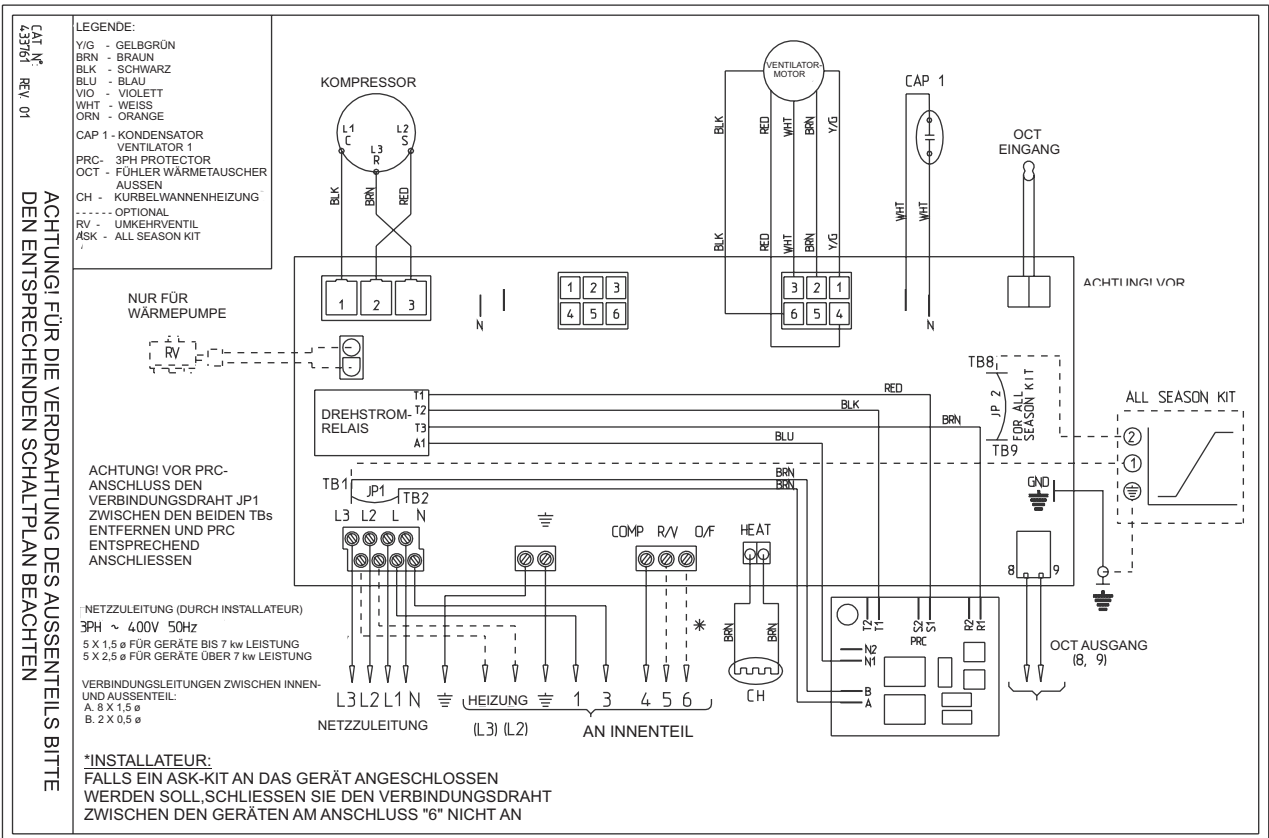 CAT Nº:
433761 REV. 01
ACHTUNG! FÜR DIE VERDRAHTUNG DES AUSSENTEILS BITTE
DEN ENTSPRECHENDEN SCHALTPLAN BEACHTEN
LEGENDE:
Y/G - GELBGRÜN
BRN - BRAUN
BLK - SCHWARZ
BLU - BLAU
VIO - VIOLETT
WHT - WEISS
ORN - ORANGE
CAP 1 - KONDENSATOR
VENTILATOR 1
PRC- 3PH PROTECTOR
OCT - FÜHLER WÄRMETAUSCHER
AUSSEN
CH - KURBELWANNENHEIZUNG
------ OPTIONAL
RV - UMKEHRVENTIL
ASK - ALL SEASON KIT
KOMPRESSOR
L1 L2
C S
L3
R
BLK
BRN
RED
VENTILATOR-
MOTOR
BLK
RED
WHT
BRN
Y/G
BLK
RED
WHT
BRN
Y/G
CAP 1
WHT
WHT
OCT
EINGANG
ACHTUNG! VOR
1 2 3
N
1 2 3
4 5 6
3 2 1
6 5 4
N
NUR FÜR
WÄRMEPUMPE
RV
DREHSTROM-
RELAIS
T1
T2
T3
A1
RED
BLK
BRN
BLU
BRN
BRN
TB8
JP 2
FOR ALL
SEASON KIT
TB9
ALL SEASON KIT
2
1
GND
ACHTUNG! VOR PRC-
ANSCHLUSS DEN
VERBINDUNGSDRAHT JP1
ZWISCHEN DEN BEIDEN TBs
ENTFERNEN UND PRC
ENTSPRECHEND
ANSCHLIESSEN
TB1 JP1 TB2
L3 L2 L N
COMP R/V O/F
HEAT
*
BRN
BRN
CH
T2
T1
S2
S1
PRC
R2
R1
N2
N1
B
A
8 9
OCT AUSGANG
(8, 9)
NETZZULEITUNG (DURCH INSTALLATEUR)
3PH ~ 400V 50Hz
5 X 1,5 ø FÜR GERÄTE BIS 7 kw LEISTUNG
5 X 2,5 ø FÜR GERÄTE ÜBER 7 kw LEISTUNG
VERBINDUNGSLEITUNGEN ZWISCHEN INNEN-
UND AUSSENTEIL:
A. 8 X 1,5 ø
B. 2 X 0,5 ø
L3 L2 L1 N
NETZZULEITUNG
HEIZUNG
(L3) (L2)
1 3 4 5 6
AN INNENTEIL
*INSTALLATEUR:
FALLS EIN ASK-KIT AN DAS GERÄT ANGESCHLOSSEN
WERDEN SOLL,SCHLIESSEN SIE DEN VERBINDUNGSDRAHT
ZWISCHEN DEN GERÄTEN AM ANSCHLUSS "6" NICHT AN